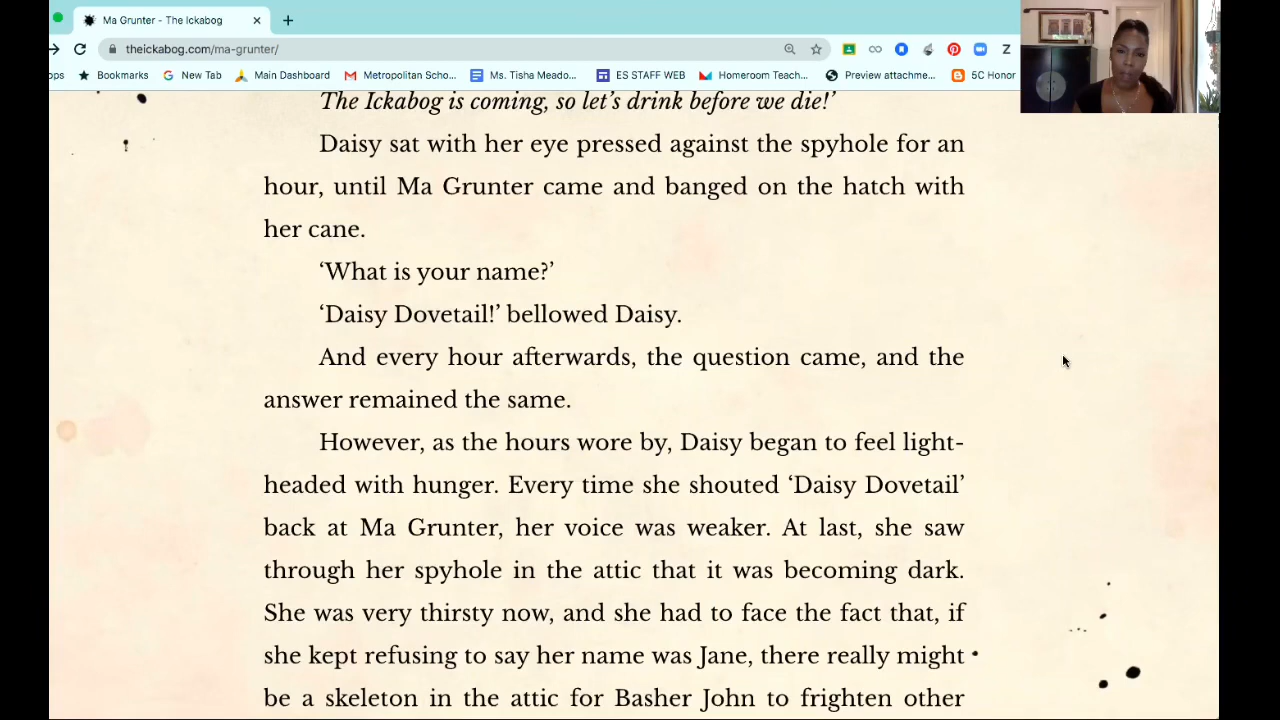 Ma Grunter - The Ickabog
theickabog.com/ma-grunter/
Z
ops
Bookmarks
New Tab
Main Dashboard
Metropolitan Scho...
Ms. Tisha Meado...
ES STAFF WEB
Homeroom Teach...
Preview attachme...
5C Honor
The Ickabog is coming, so let’s drink before we die!’
Daisy sat with her eye pressed against the spyhole for an
hour, until Ma Grunter came and banged on the hatch with
her cane.
‘What is your name?’
‘Daisy Dovetail!’ bellowed Daisy.
And every hour afterwards, the question came, and the
answer remained the same.
However, as the hours wore by, Daisy began to feel light-
headed with hunger. Every time she shouted ‘Daisy Dovetail’
back at Ma Grunter, her voice was weaker. At last, she saw
through her spyhole in the attic that it was becoming dark.
She was very thirsty now, and she had to face the fact that, if
she kept refusing to say her name was Jane, there really might
be a skeleton in the attic for Basher John to frighten other